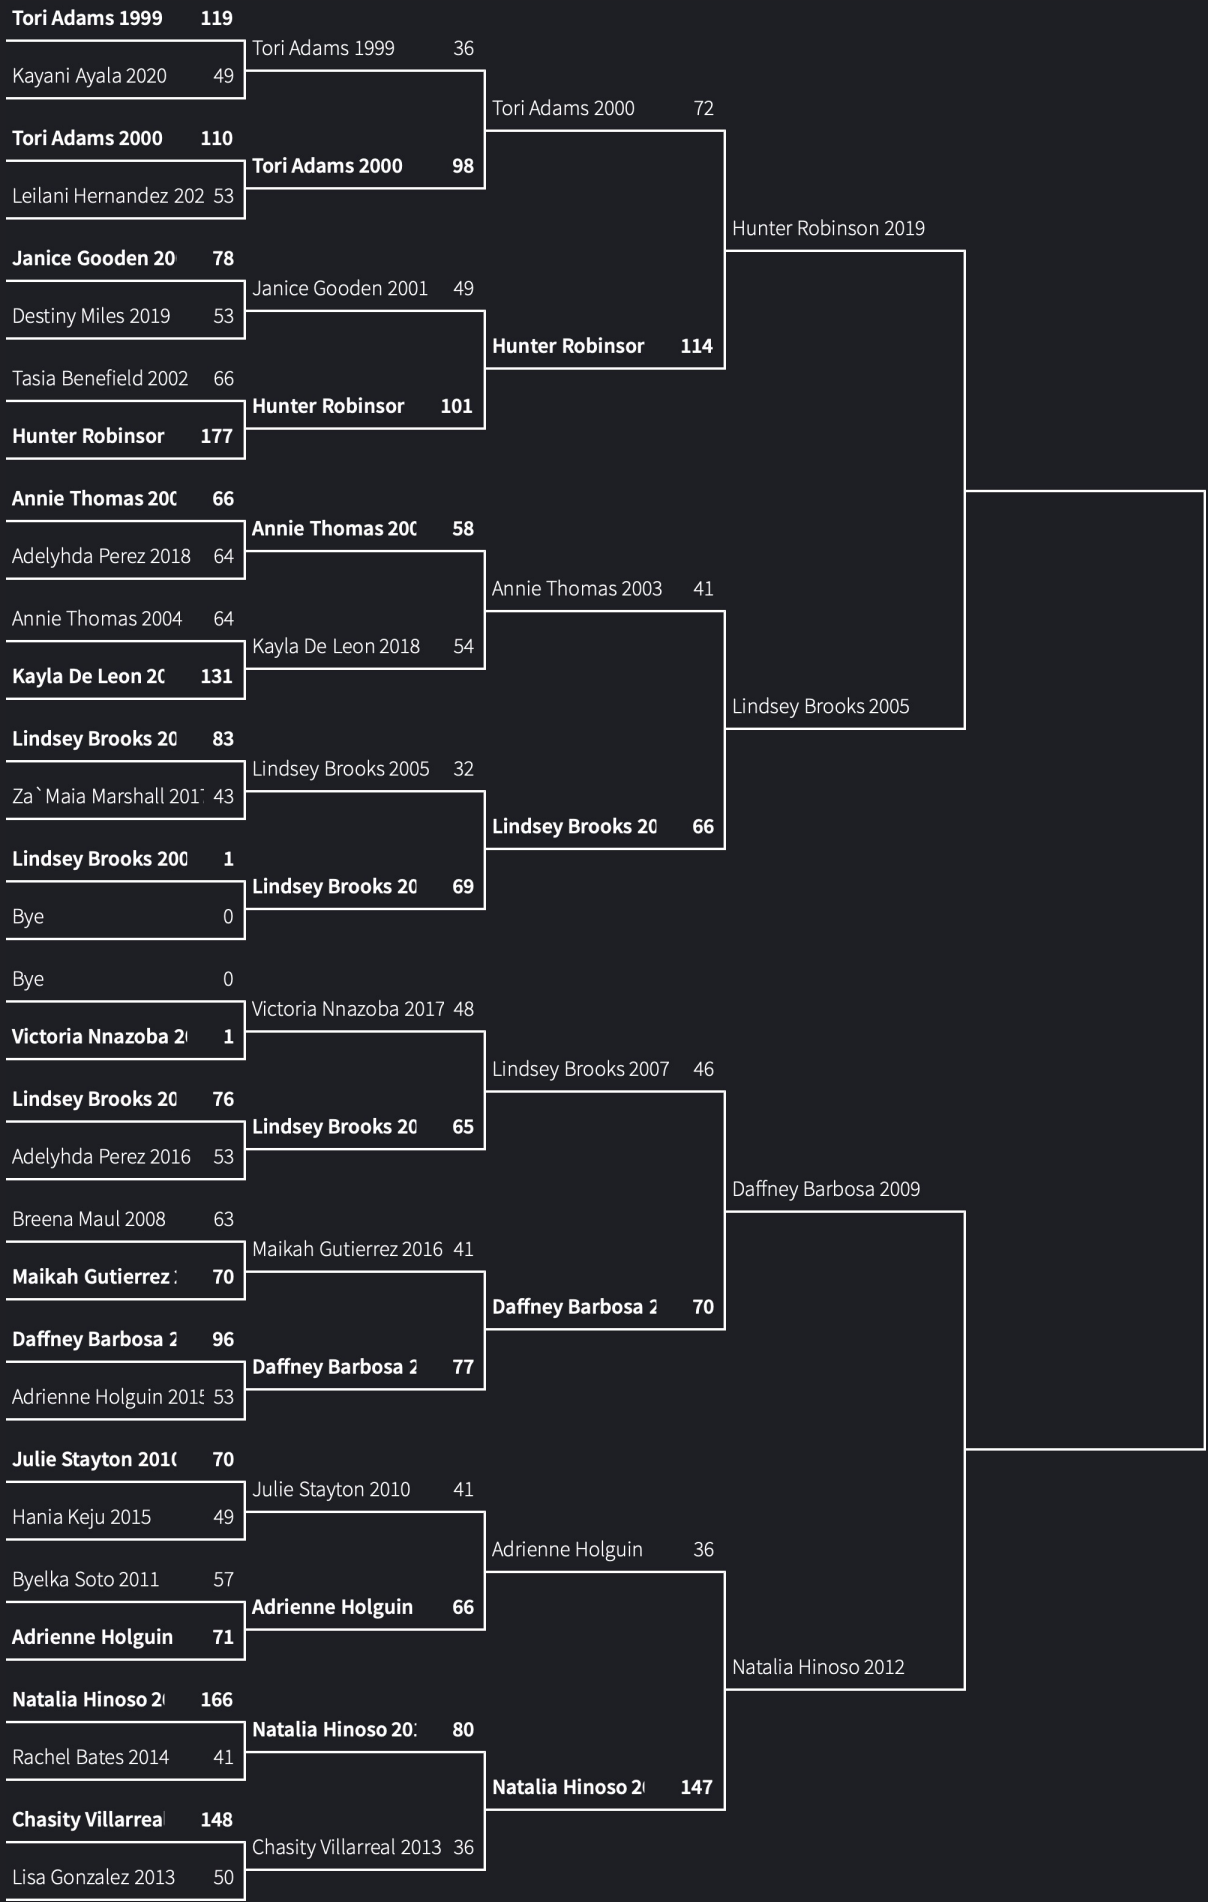 Tori Adams 1999 119
Kayani Ayala 2020 49
Tori Adams 2000 110
Leilani Hernandez 202 53
Janice Gooden 20 78
Destiny Miles 2019 53
Tasia Benefield 2002 66
Hunter Robinsor 177
Annie Thomas 200 66
Adelyhda Perez 2018 64
Annie Thomas 2004 64
Kayla De Leon 20 131
Lindsey Brooks 20 83
Za`Maia Marshall 2017 43
Lindsey Brooks 200 1
Bye 0
Bye 0
Victoria Nnazoba 20 1
Lindsey Brooks 20 76
Adelyhda Perez 2016 53
Breena Maul 2008 63
Maikah Gutierrez 70
Daffney Barbosa 2 96
Adrienne Holguin 2015 53
Julie Stayton 2010 70
Hania Keju 2015 49
Byelka Soto 2011 57
Adrienne Holguin 71
Natalia Hinoso 20 166
Rachel Bates 2014 41
Chasity Villarreal 148
Lisa Gonzalez 2013 50
Tori Adams 1999 36
Tori Adams 2000 98
Janice Gooden 2001 49
Hunter Robinsor 101
Annie Thomas 200 58
Kayla De Leon 2018 54
Lindsey Brooks 2005 32
Lindsey Brooks 20 69
Victoria Nnazoba 2017 48
Lindsey Brooks 20 65
Maikah Gutierrez 2016 41
Daffney Barbosa 2 77
Julie Stayton 2010 41
Adrienne Holguin 66
Natalia Hinoso 201 80
Chasity Villarreal 2013 36
Tori Adams 2000 72
Hunter Robinsor 114
Annie Thomas 2003 41
Lindsey Brooks 20 66
Lindsey Brooks 2007 46
Daffney Barbosa 2 70
Adrienne Holguin 36
Natalia Hinoso 20 147
Hunter Robinson 2019
Lindsey Brooks 2005
Daffney Barbosa 2009
Natalia Hinoso 2012